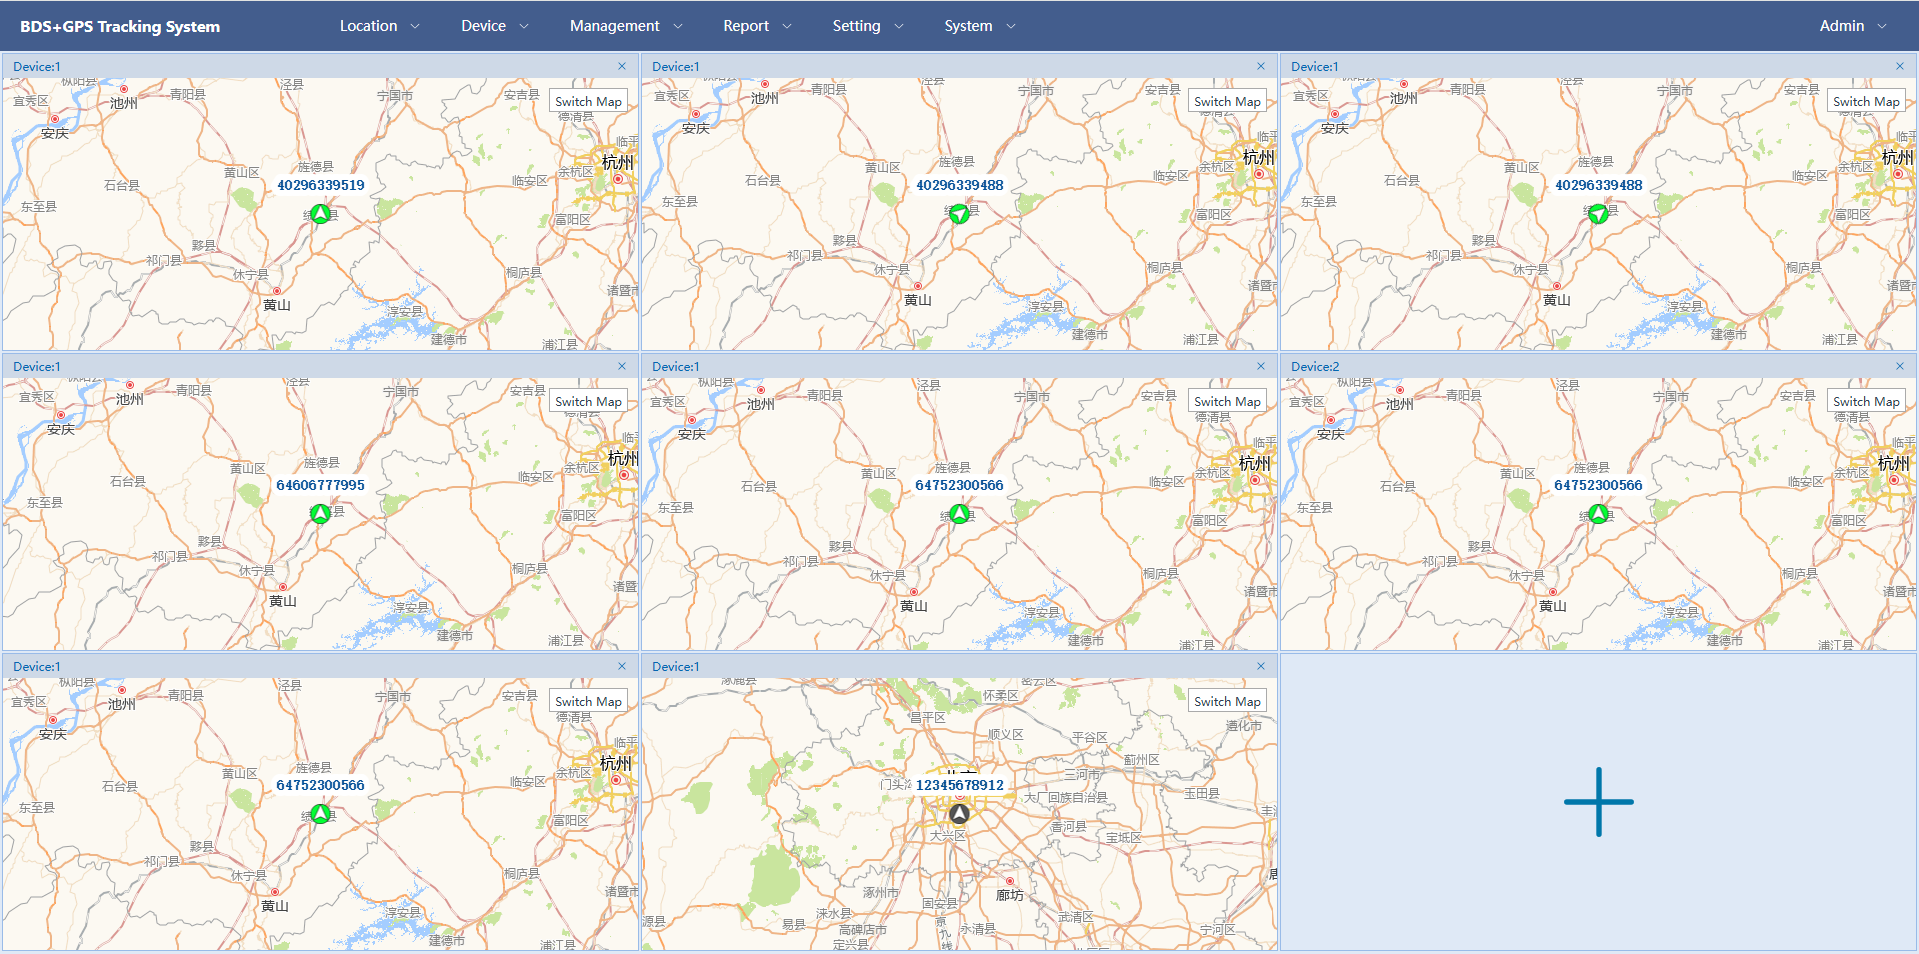 BDS+GPS Tracking System Location Device Management Report Setting System Admin
Device:1
Switch Map
池州
青阳县
泾县
宁国市
安吉县
宜秀区
德清县
安庆
临平
杭州
旌德县
黄山区
余杭区
临安区
石台县
40296339519
东至县
富阳区
黟县
祁门县
休宁县
桐庐县
黄山
诸暨市
淳安县
建德市
浦江县
Device:1
Switch Map
池州
青阳县
泾县
宁国市
安吉县
宜秀区
安庆
临平
杭州
旌德县
黄山区
余杭区
临安区
石台县
40296339488
东至县
富阳区
黟县
祁门县
休宁县
桐庐县
黄山
诸暨
淳安县
建德市
浦江县
Device:1
Switch Map
池州
青阳县
泾县
宁国市
安吉县
宜秀区
安庆
临平
杭州
旌德县
黄山区
余杭区
临安区
石台县
40296339488
东至县
富阳区
黟县
祁门县
休宁县
桐庐县
黄山
诸暨
淳安县
建德市
浦江县
Device:1
Switch Map
池州
青阳县
泾县
宁国市
安吉县
宜秀区
德清县
安庆
临
杭州
旌德县
黄山区
余杭区
临安区
石台县
64606777995
东至县
富阳区
黟县
祁门县
休宁县
桐庐县
黄山
诸暨
淳安县
建德市
浦江县
Device:1
Switch Map
枞阳县
池州
青阳县
泾县
宁国市
安吉县
宜秀区
德清县
安庆
临平
杭州
旌德县
黄山区
余杭区
临安区
石台县
64752300566
东至县
富阳区
黟县
祁门县
休宁县
桐庐县
黄山
诸暨
淳安县
建德市
浦江县
Device:2
Switch Map
枞阳县
池州
青阳县
泾县
宁国市
安吉县
宜秀区
德清县
安庆
临平
杭州
旌德县
黄山区
余杭区
临安区
石台县
64752300566
东至县
富阳区
黟县
祁门县
休宁县
桐庐县
黄山
诸暨
淳安县
建德市
浦江县
Device:1
Switch Map
枞阳县
池州
青阳县
泾县
宁国市
安吉县
宜秀区
德清县
安庆
临平
杭州
旌德县
黄山区
余杭区
临安区
石台县
64752300566
东至县
富阳区
黟县
祁门县
休宁县
桐庐县
黄山
诸暨市
淳安县
建德市
浦江县
Device:1
Switch Map
涿鹿县
怀柔区
密云区
昌平区
遵化市
顺义区
平谷区
蓟州区
三河市
门头
12345678912
玉田县
大厂回族自治县
香河县
大兴区
宝坻区
廊坊
涿州市
固安县
涞水县
武清区
源县
易县
高碑店市
永清县
宁河区
定兴县